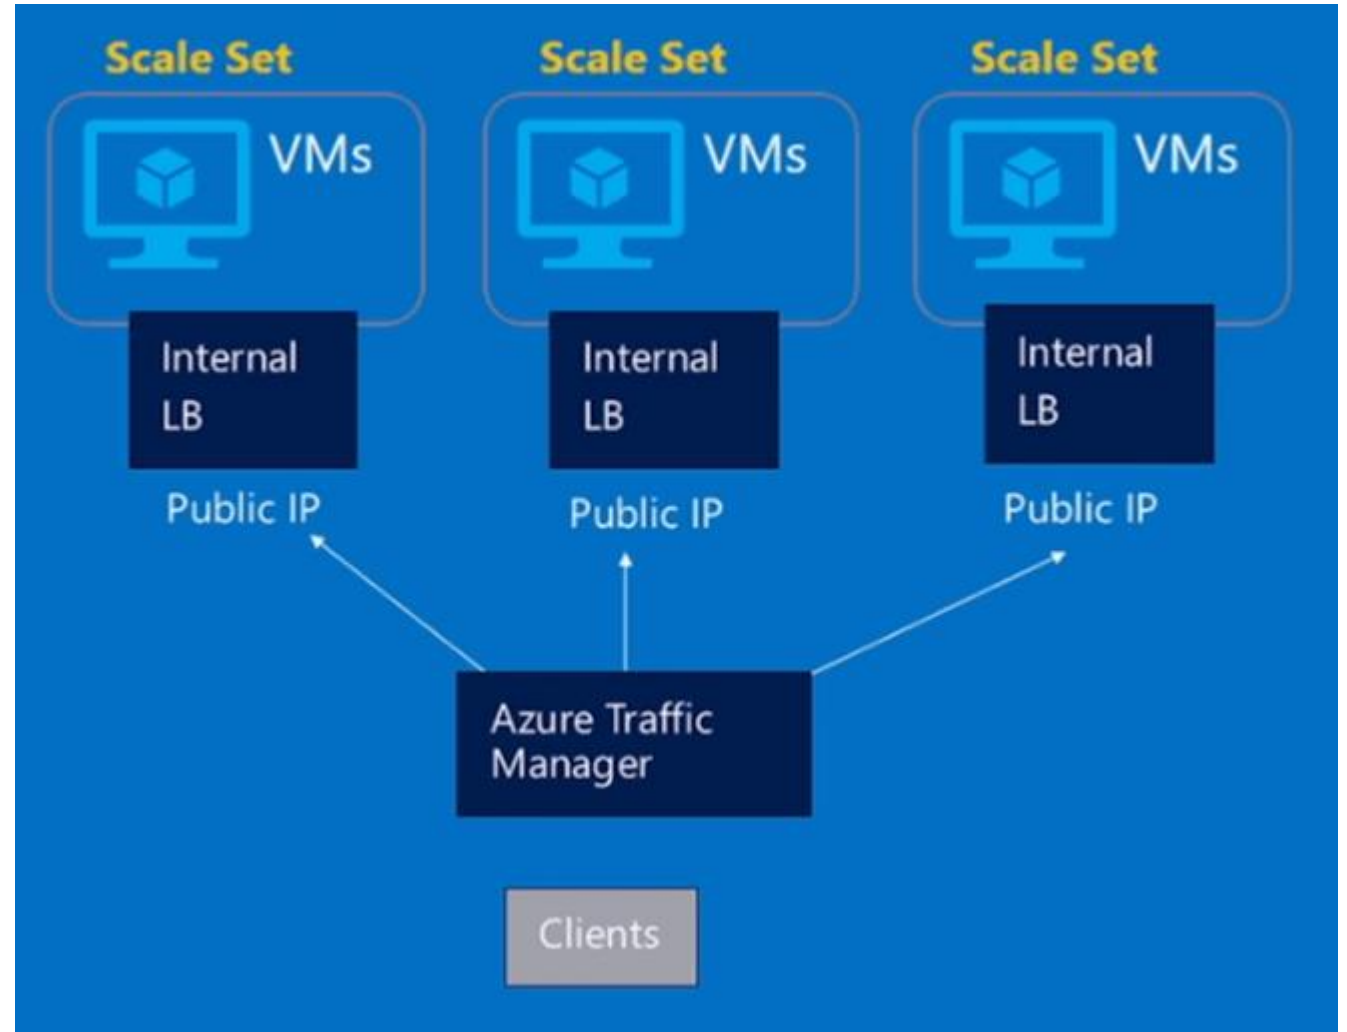 Scale Set
Scale Set
Scale Set
VMs
VMs
VMs
Internal
LB
Internal
LB
Internal
LB
Public IP
Public IP
Public IP
Azure Traffic
Manager
Clients